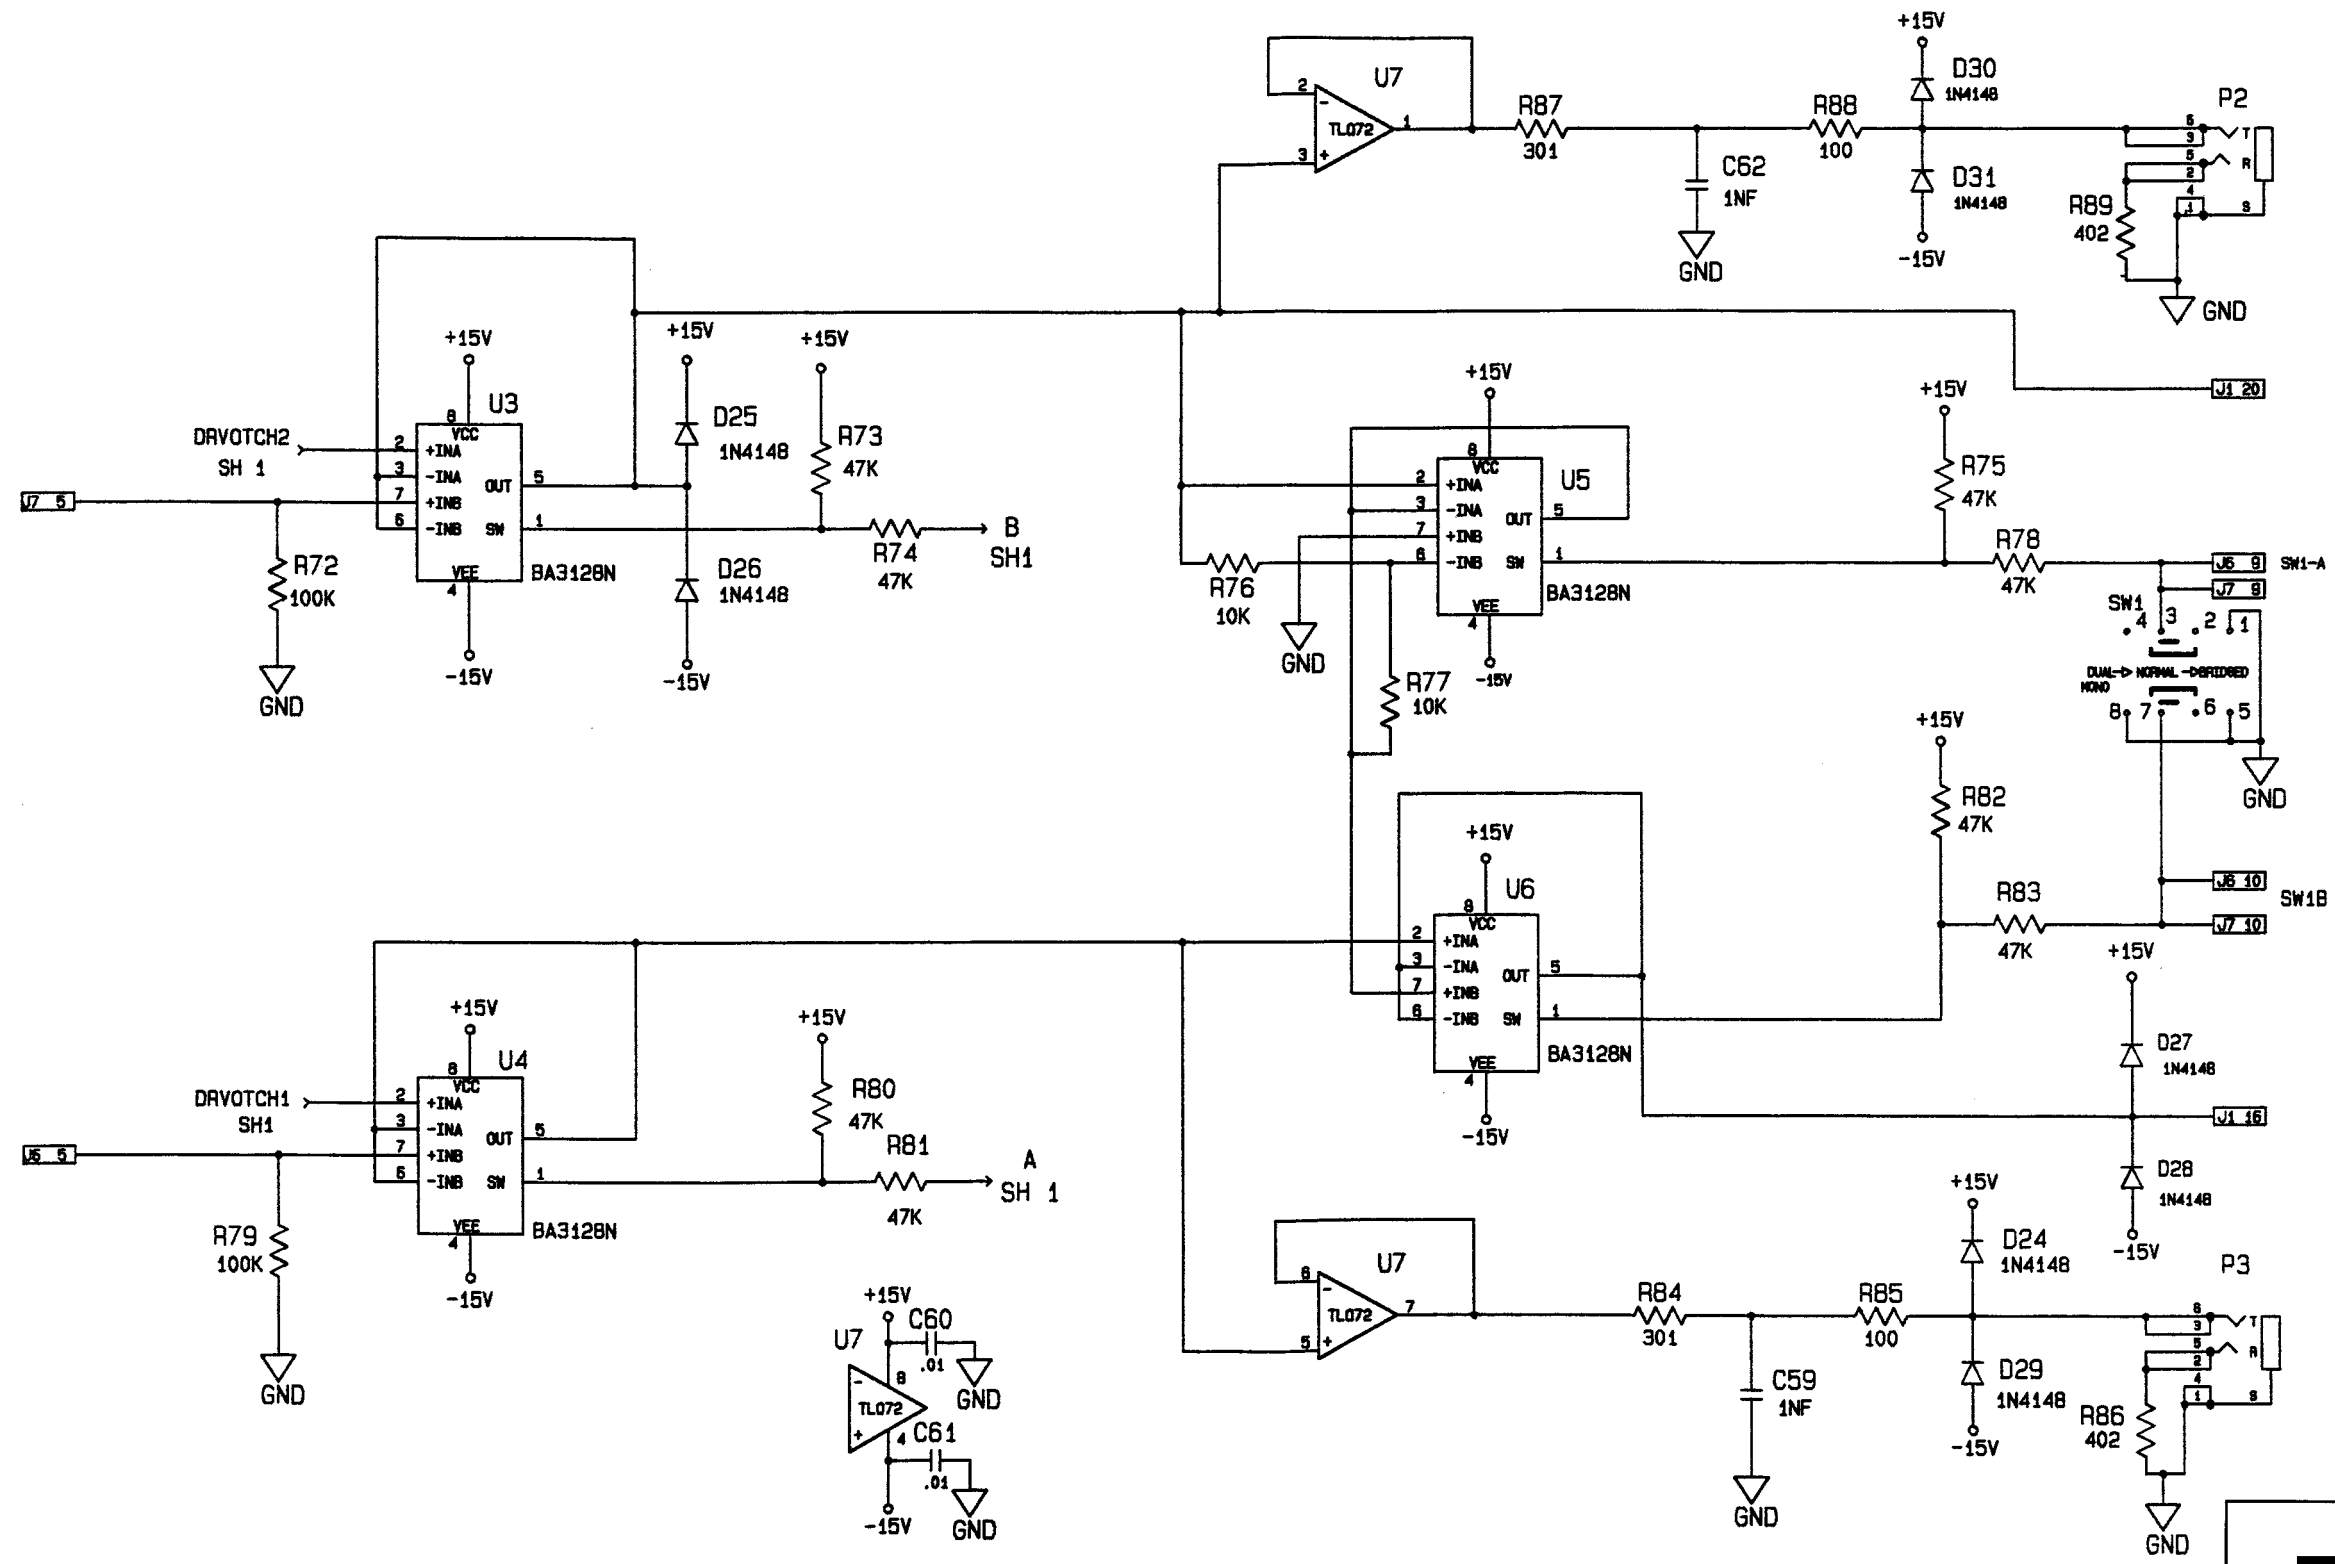 +15V
D30
1N4148
U7
2
-
TL072
1
3
+
R87
301
R88
100
C62
1NF
GND
D31
1N4148
-15V
P2
6
3
T
5
2
R
4
1
S
R89
402
GND
+15V
U3
8
VCC
DRVOTCH2
SH 1
2
+INA
3
-INA
7
+INB
6
-INB
OUT
5
SW
1
VEE
4
BA3128N
-15V
J7 5
R72
100K
GND
+15V
D25
1N4148
D26
1N4148
-15V
+15V
R73
47K
R74
47K
B
SH1
J1 20
+15V
U5
8
VCC
2
+INA
3
-INA
7
+INB
6
-INB
OUT
5
SW
1
VEE
4
BA3128N
-15V
R76
10K
GND
R77
10K
+15V
R75
47K
R78
47K
J6 9
SW1-A
J7 9
SW1
4
3
2
1
DUAL-> NORMAL ->BRIDGED
MONO
8
7
6
5
GND
+15V
R82
47K
R83
47K
J6 10
SW1B
J7 10
+15V
U6
8
VCC
2
+INA
3
-INA
7
+INB
6
-INB
OUT
5
SW
1
VEE
4
BA3128N
-15V
+15V
D27
1N4148
J1 16
D28
1N4148
-15V
+15V
U4
8
VCC
DRVOTCH1
SH1
2
+INA
3
-INA
7
+INB
6
-INB
OUT
5
SW
1
VEE
4
BA3128N
-15V
J6 5
R79
100K
GND
+15V
R80
47K
R81
47K
A
SH 1
+15V
U7
C60
.01
GND
8
-
TL072
+
4
C61
.01
GND
-15V
U7
6
-
TL072
7
5
+
R84
301
R85
100
C59
1NF
GND
+15V
D24
1N4148
D29
1N4148
-15V
P3
6
3
T
5
2
R
4
1
S
R86
402
GND